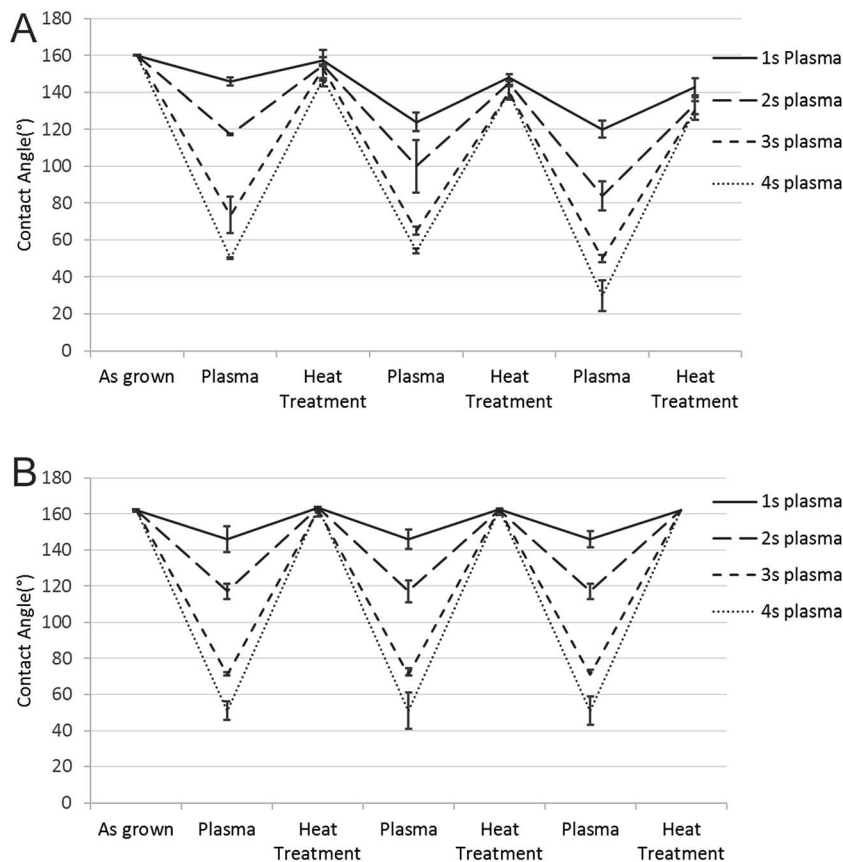 A
180
160
140
120
100
80
60
40
20
0
Contact Angle(°)
As grown Plasma Heat Treatment Plasma Heat Treatment Plasma Heat Treatment
1s Plasma
2s plasma
3s plasma
4s plasma
B
180
160
140
120
100
80
60
40
20
0
Contact Angle(°)
As grown Plasma Heat Treatment Plasma Heat Treatment Plasma Heat Treatment
1s plasma
2s plasma
3s plasma
4s plasma